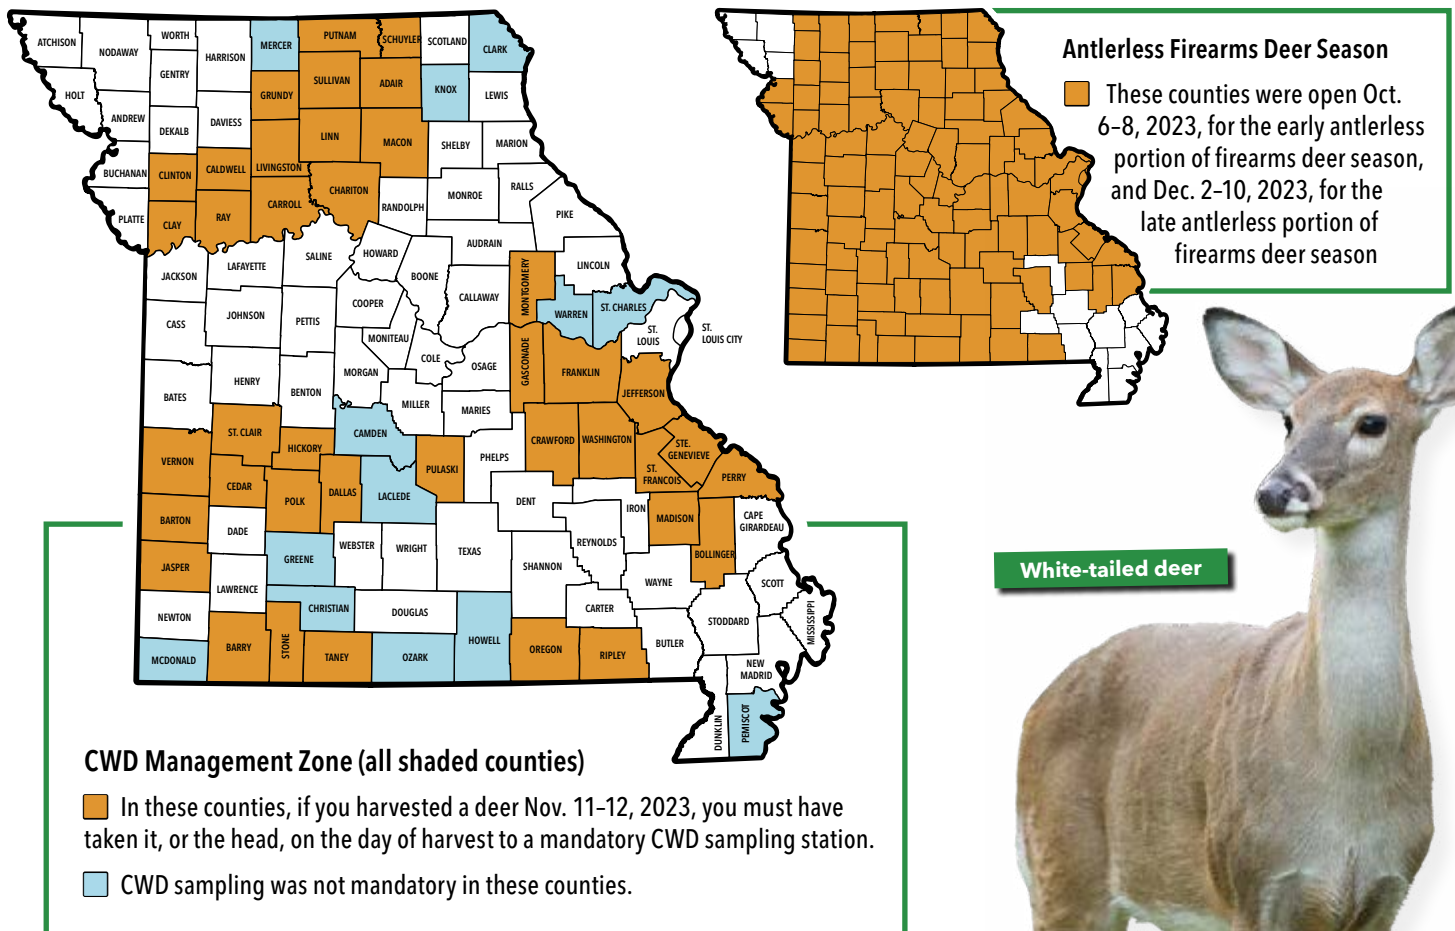 ATCHISON
NODAWAY
WORTH
HARRISON
MERCER
PUTNAM
SCHUYLER
SCOTLAND
CLARK
GENTRY
SULLIVAN
ADAIR
KNOX
LEWIS
HOLT
GRUNDY
ANDREW
DEKALB
DAVIESS
LINN
MACON
SHELBY
MARION
BUCHANAN
CLINTON
CALDWELL
LIVINGSTON
CHARITON
RANDOLPH
MONROE
RALLS
PIKE
PLATTE
CLAY
RAY
CARROLL
AUDRAIN
JACKSON
LAFAYETTE
SALINE
HOWARD
BOONE
CALLAWAY
MONTGOMERY
LINCOLN
WARREN
ST. CHARLES
ST.
LOUIS
ST.
LOUIS CITY
CASS
JOHNSON
PETTIS
COOPER
MONITEAU
COLE
OSAGE
GASCONADE
FRANKLIN
JEFFERSON
BATES
HENRY
BENTON
MORGAN
MILLER
MARIES
CAMDEN
ST. CLAIR
HICKORY
PULASKI
PHELPS
CRAWFORD
WASHINGTON
STE.
GENEVIEVE
ST.
FRANCOIS
PERRY
VERNON
CEDAR
POLK
DALLAS
LACLEDE
DENT
IRON
MADISON
CAPE
GIRARDEAU
BARTON
DADE
GREENE
WEBSTER
WRIGHT
TEXAS
REYNOLDS
BOLLINGER
JASPER
LAWRENCE
SHANNON
WAYNE
SCOTT
NEWTON
CHRISTIAN
DOUGLAS
HOWELL
CARTER
STODDARD
MISSISSIPPI
MCDONALD
BARRY
STONE
TANEY
OZARK
OREGON
RIPLEY
BUTLER
NEW
MADRID
DUNKLIN
PEMISCOT
CWD Management Zone (all shaded counties)
In these counties, if you harvested a deer Nov. 11–12, 2023, you must have
taken it, or the head, on the day of harvest to a mandatory CWD sampling station.
CWD sampling was not mandatory in these counties.
Antlerless Firearms Deer Season
These counties were open Oct.
6–8, 2023, for the early antlerless
portion of firearms deer season,
and Dec. 2–10, 2023, for the
late antlerless portion of
firearms deer season
White-tailed deer